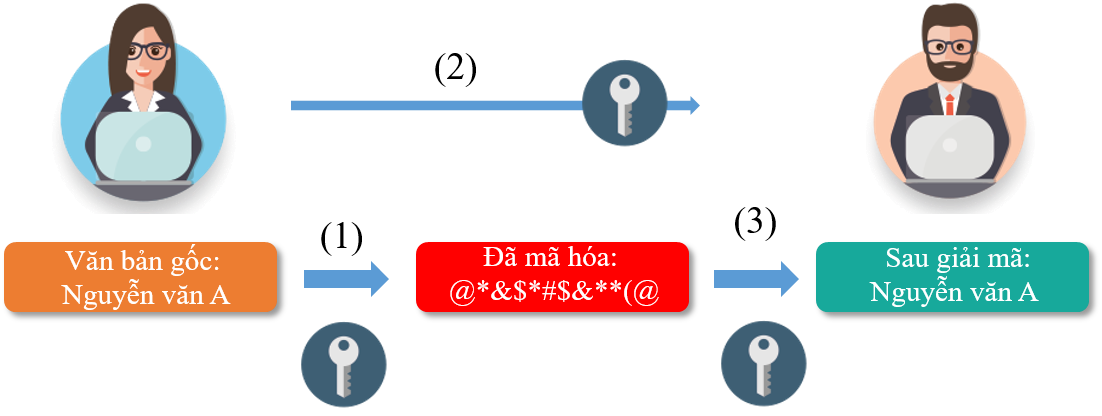 (2)
(1)
(3)
Văn bản gốc:
Nguyễn văn A
Đã mã hóa:
@*&$*#$&**(@
Sau giải mã:
Nguyễn văn A